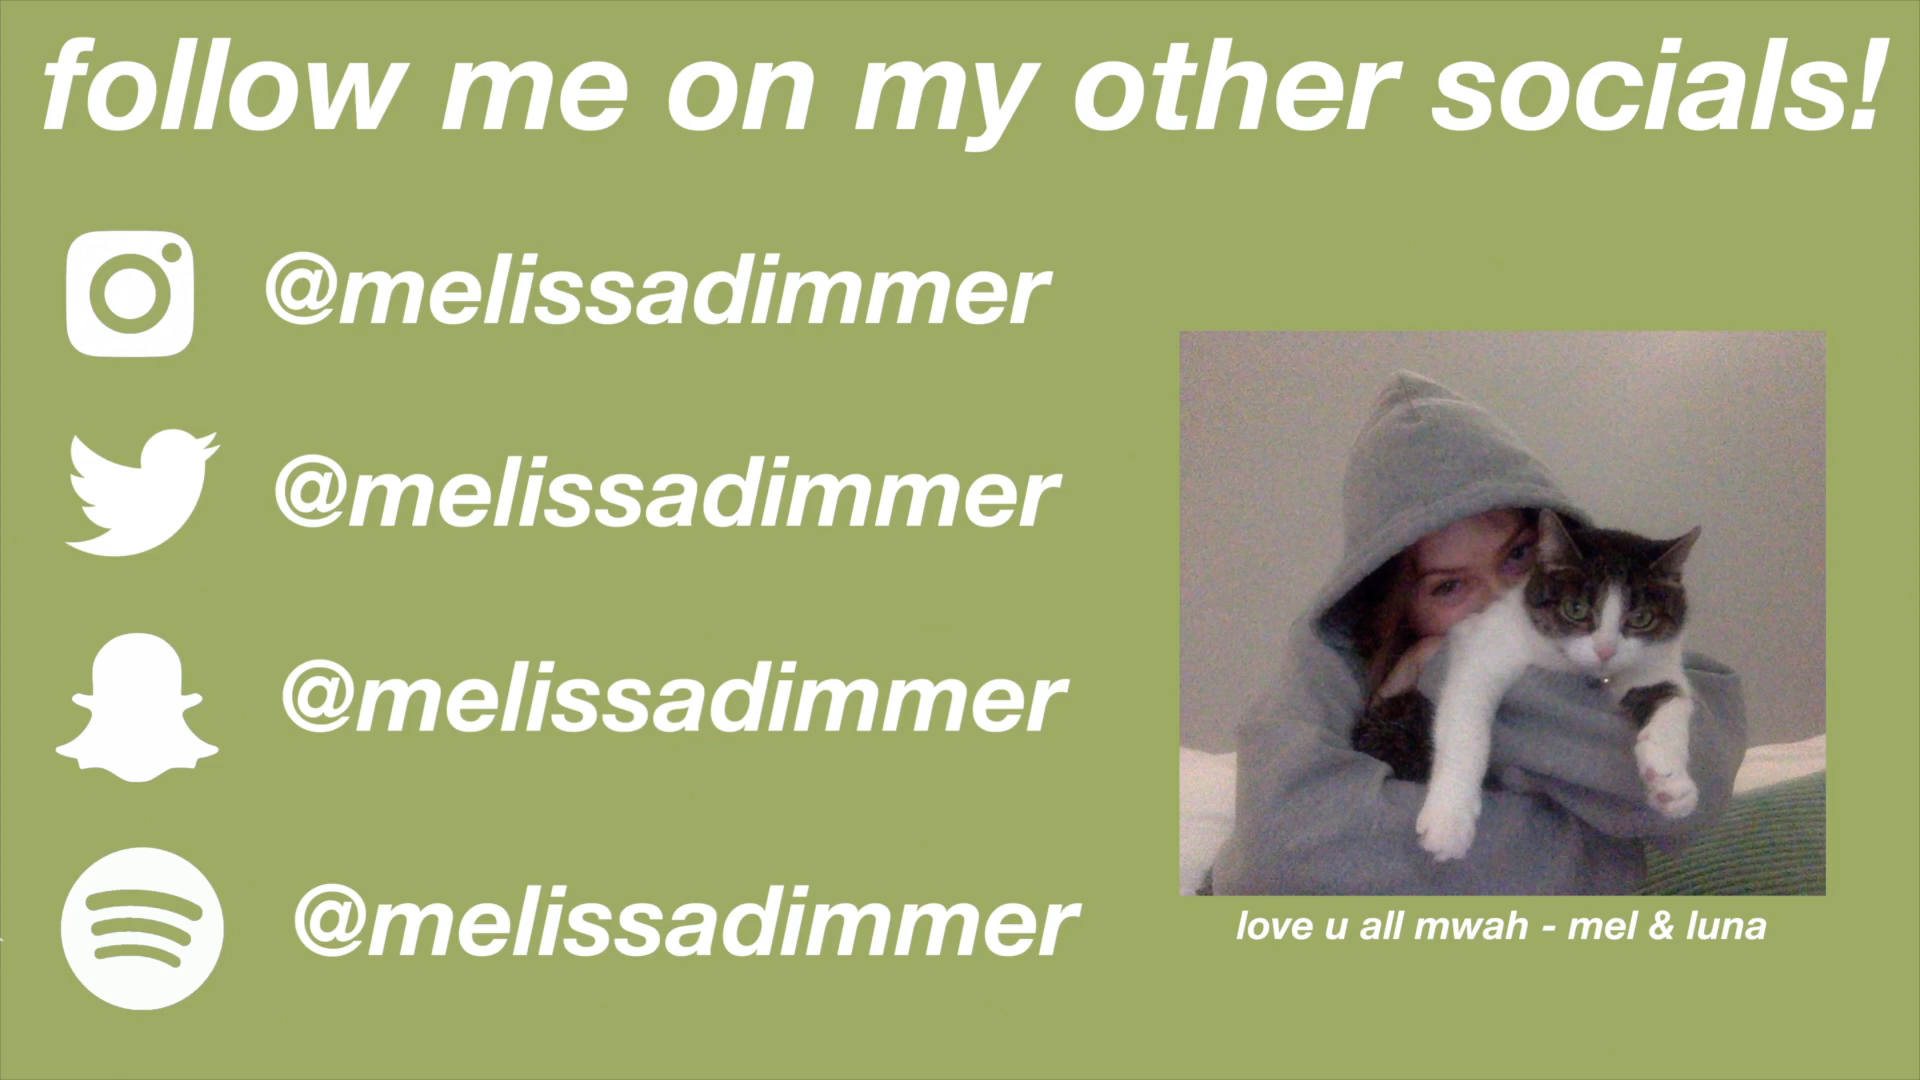 follow me on my other socials!
@melissadimmer
@melissadimmer
@melissadimmer
@melissadimmer
love u all mwah - mel & luna